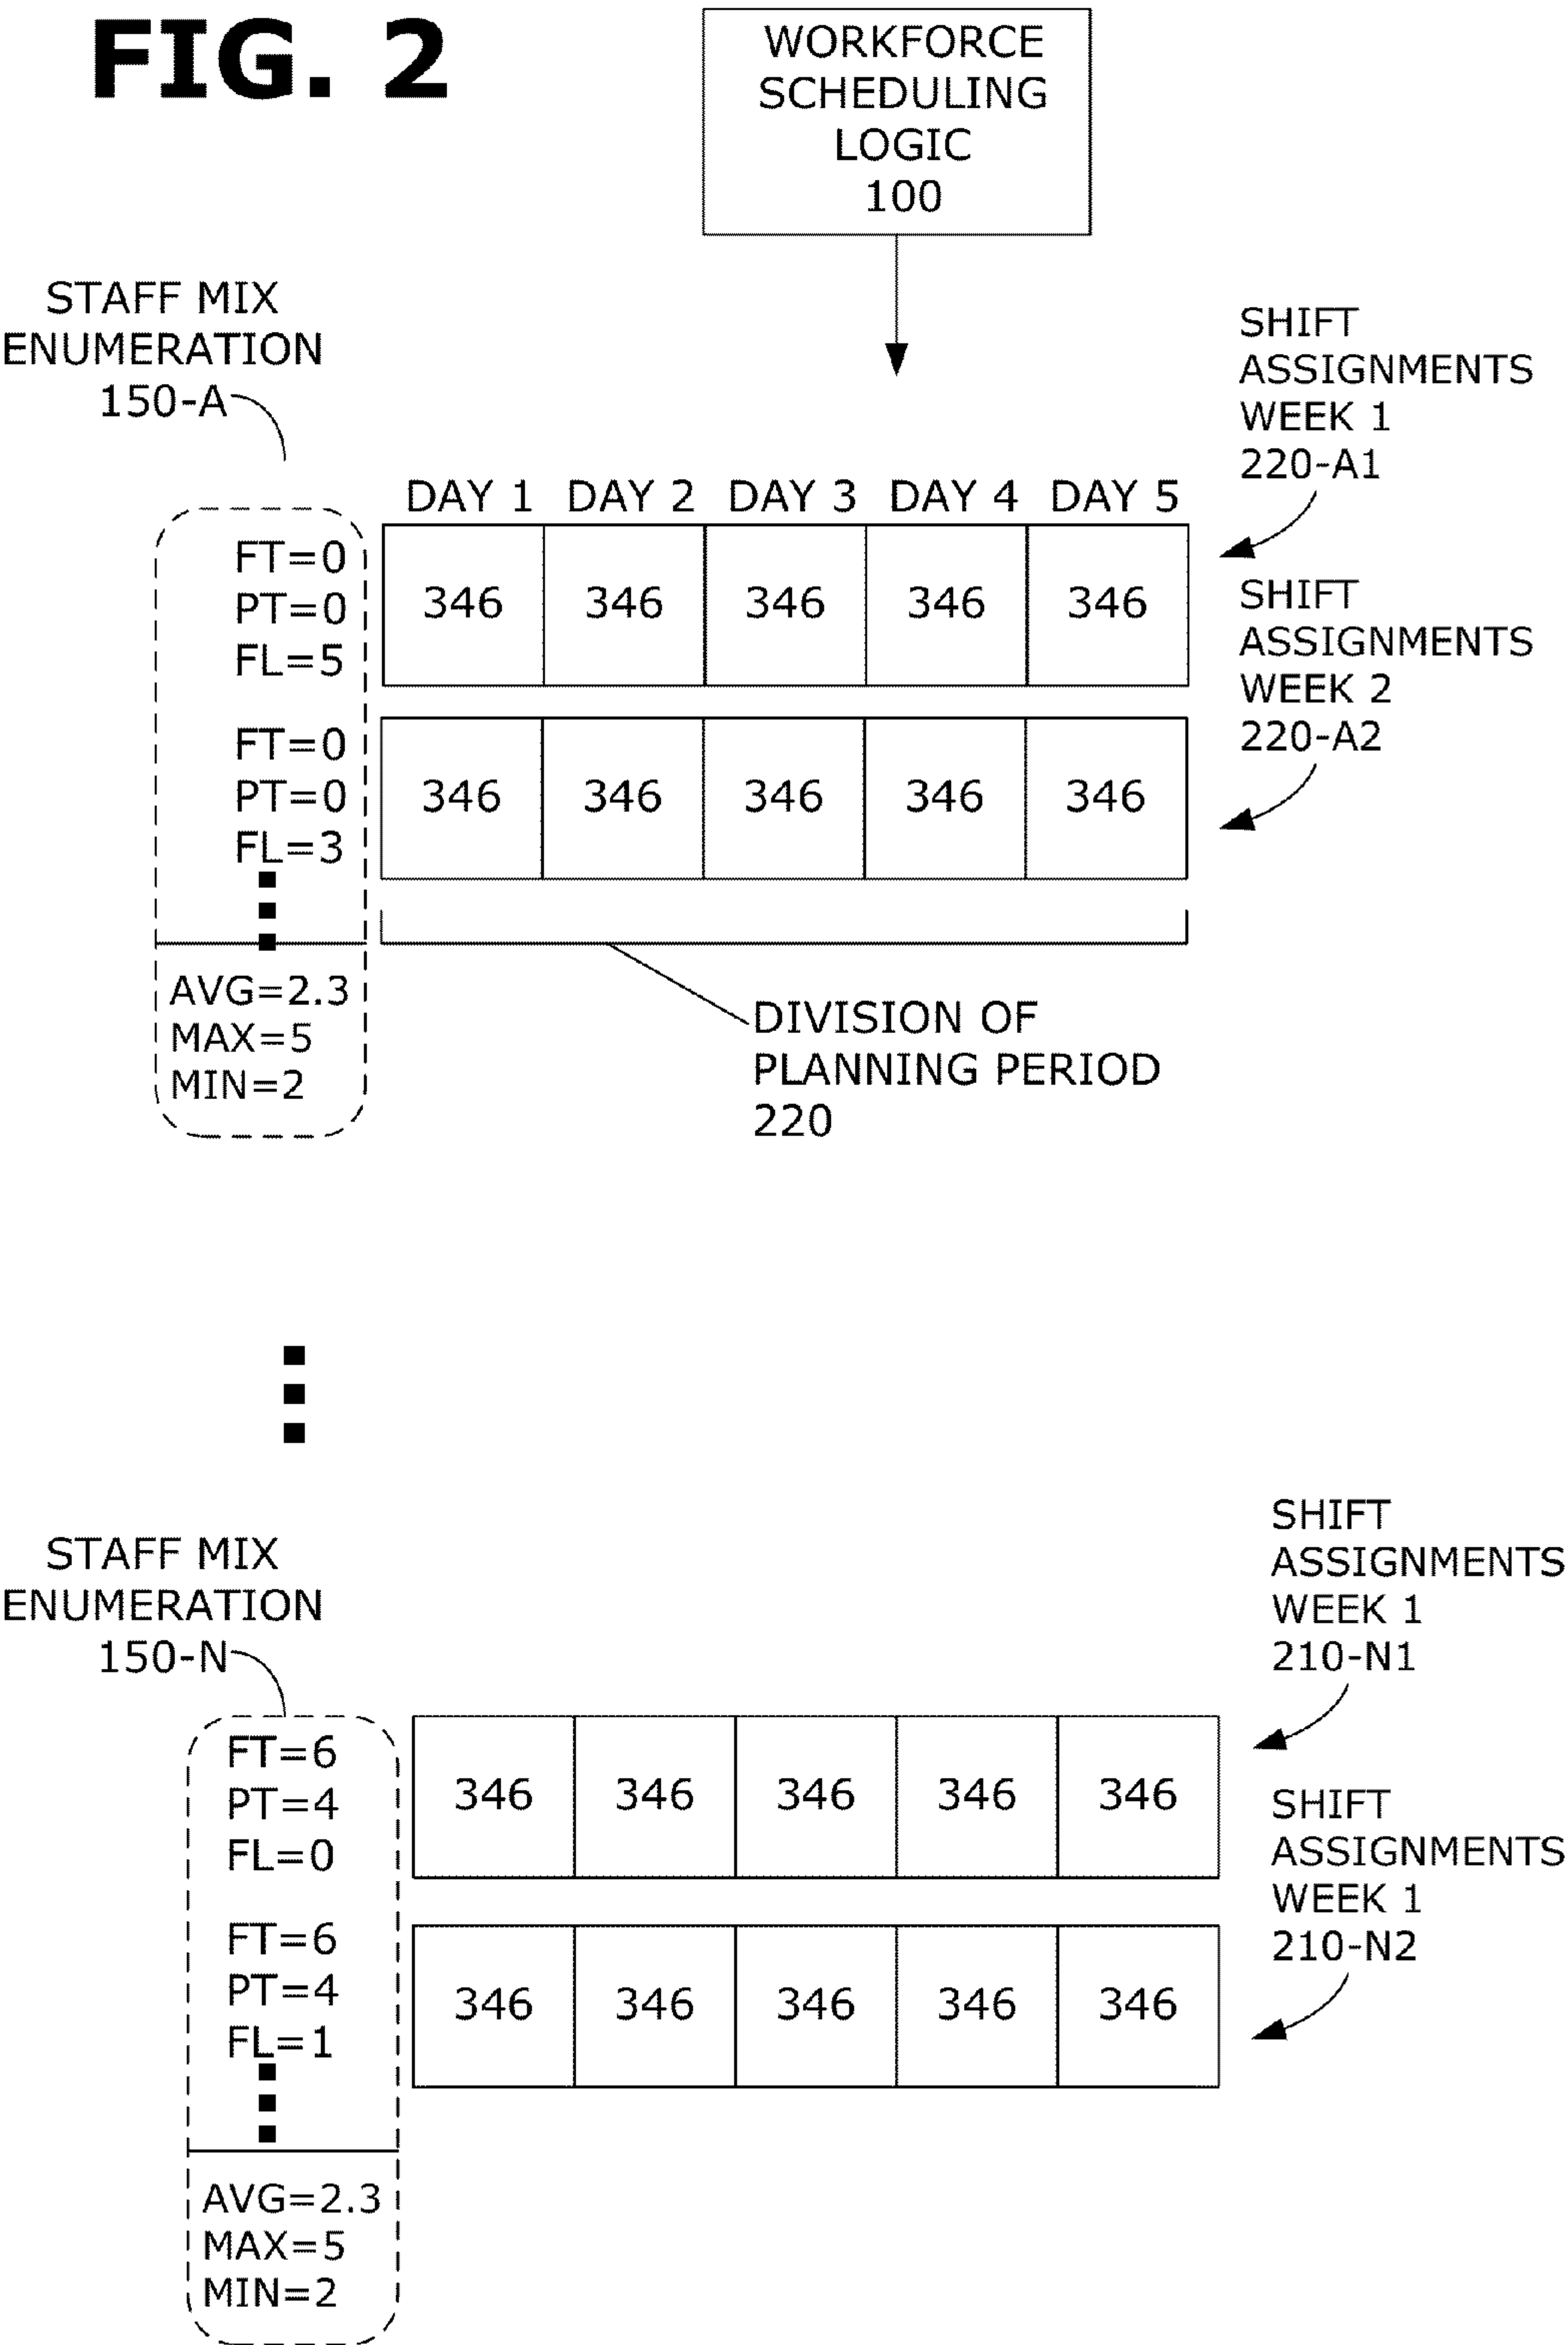 FIG. 2
WORKFORCE
SCHEDULING
LOGIC
100
STAFF MIX
ENUMERATION
150-A
SHIFT
ASSIGNMENTS
WEEK 1
220-A1
DAY 1 DAY 2 DAY 3 DAY 4 DAY 5
FT=0
PT=0
FL=5
346 346 346 346 346
SHIFT
ASSIGNMENTS
WEEK 2
220-A2
FT=0
PT=0
FL=3
346 346 346 346 346
AVG=2.3
MAX=5
MIN=2
DIVISION OF
PLANNING PERIOD
220
STAFF MIX
ENUMERATION
150-N
SHIFT
ASSIGNMENTS
WEEK 1
210-N1
FT=6
PT=4
FL=0
346 346 346 346 346
SHIFT
ASSIGNMENTS
WEEK 1
210-N2
FT=6
PT=4
FL=1
346 346 346 346 346
AVG=2.3
MAX=5
MIN=2